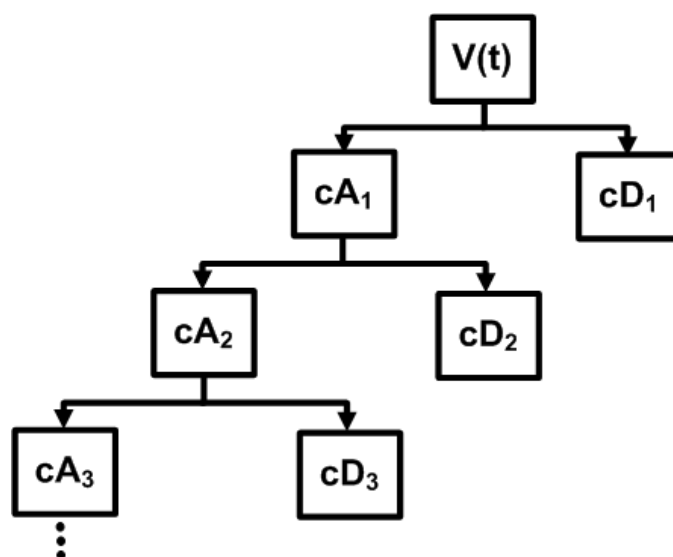 V(t)
cA₁
cD₁
cA₂
cD₂
cA₃
cD₃